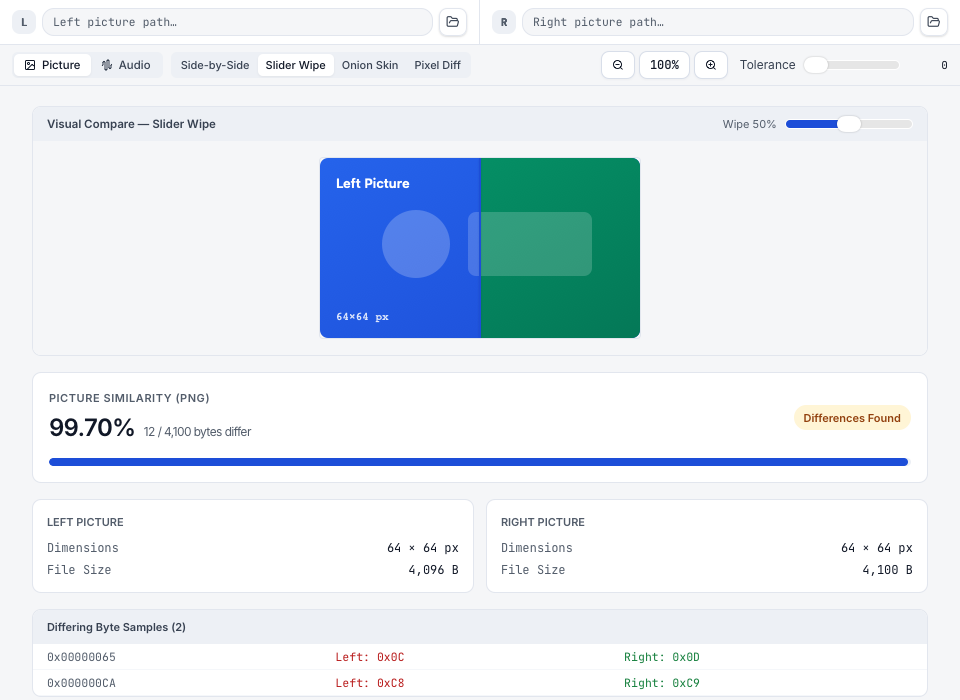 L Left picture path… R Right picture path…
Picture Audio Side-by-Side Slider Wipe Onion Skin Pixel Diff 100% Tolerance 0
Visual Compare — Slider Wipe Wipe 50%
Left Picture
64×64 px
PICTURE SIMILARITY (PNG)
99.70% 12 / 4,100 bytes differ
Differences Found
LEFT PICTURE
Dimensions 64 × 64 px
File Size 4,096 B
RIGHT PICTURE
Dimensions 64 × 64 px
File Size 4,100 B
Differing Byte Samples (2)
0x00000065 Left: 0x0C Right: 0x0D
0x000000CA Left: 0xC8 Right: 0xC9